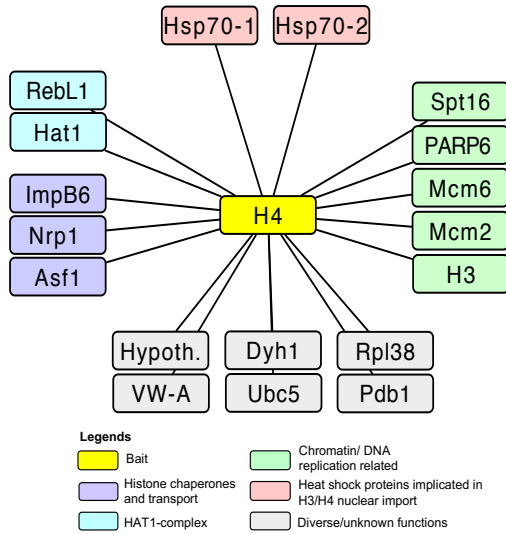 Hsp70-1
Hsp70-2
RebL1
Hat1
Spt16
PARP6
ImpB6
Mcm6
Nrp1
H4
Mcm2
Asf1
H3
Hypoth.
Dyh1
Rpl38
VW-A
Ubc5
Pdb1
Legends
Bait
Chromatin/ DNA
replication related
Histone chaperones
and transport
Heat shock proteins implicated in
H3/H4 nuclear import
HAT1-complex
Diverse/unknown functions